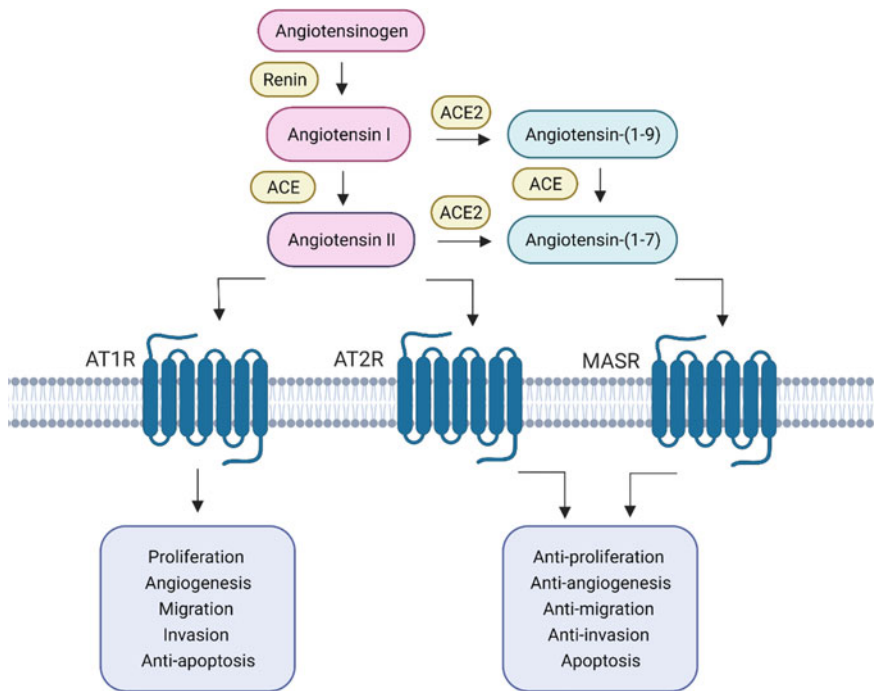 Angiotensinogen
Renin
Angiotensin I
ACE2
Angiotensin-(1-9)
ACE
ACE
Angiotensin II
ACE2
Angiotensin-(1-7)
AT1R
AT2R
MASR
Proliferation
Angiogenesis
Migration
Invasion
Anti-apoptosis
Anti-proliferation
Anti-angiogenesis
Anti-migration
Anti-invasion
Apoptosis